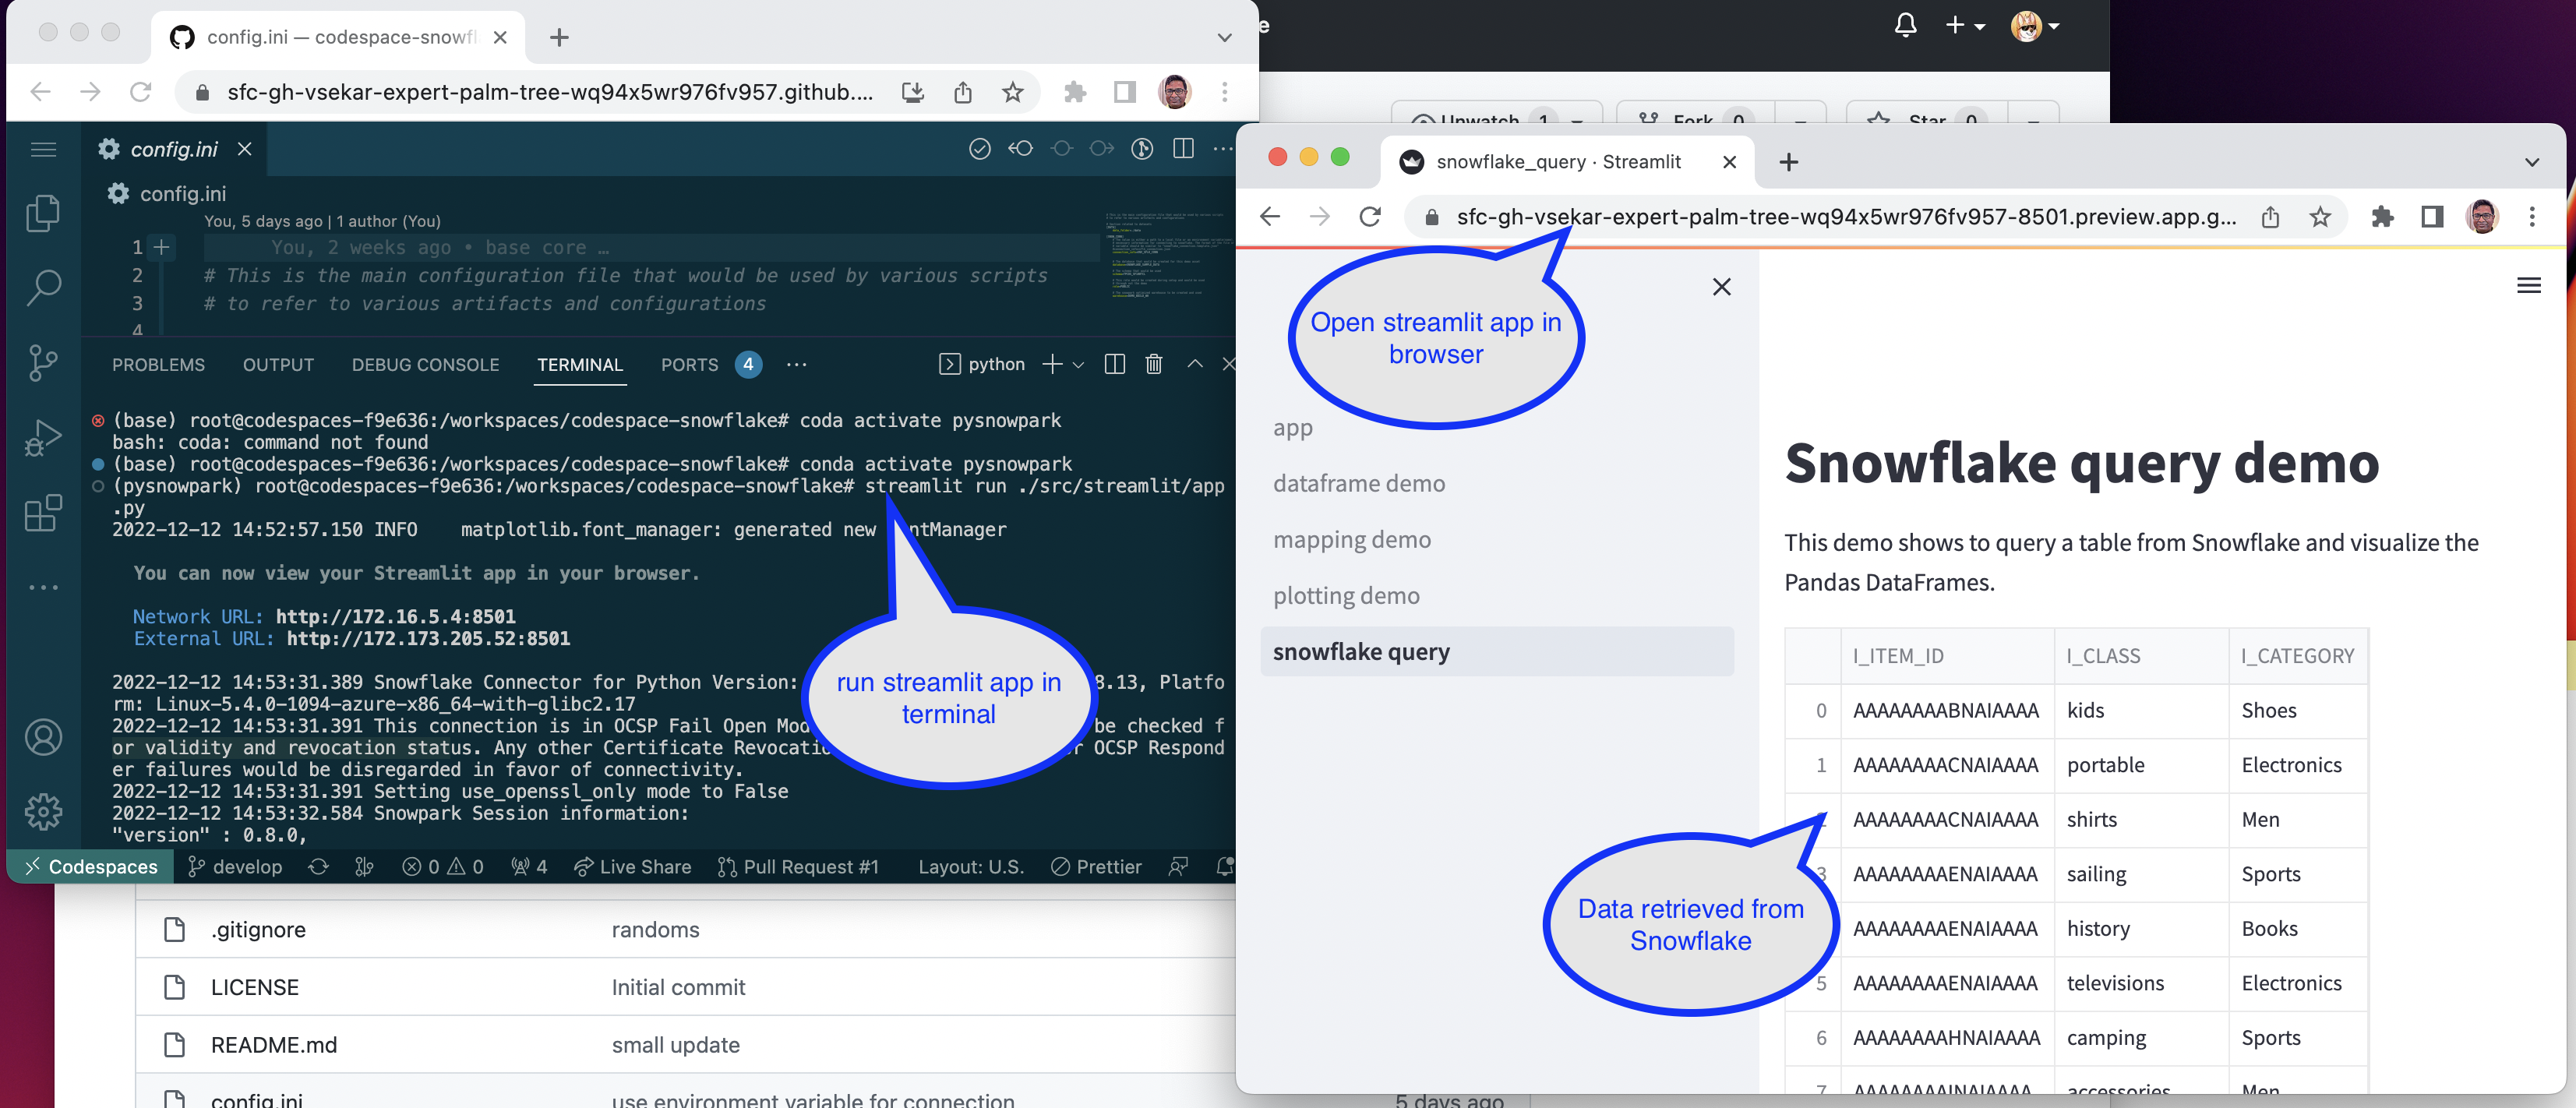 config.ini — codespace-snowfl
sfc-gh-vsekar-expert-palm-tree-wq94x5wr976fv957.github....
config.ini
config.ini
You, 5 days ago | 1 author (You)
1 You, 2 weeks ago • base core …
2 # This is the main configuration file that would be used by various scripts
3 # to refer to various artifacts and configurations
4
PROBLEMS OUTPUT DEBUG CONSOLE TERMINAL PORTS 4 ... python
(base) root@codespaces-f9e636:/workspaces/codespace-snowflake# coda activate pysnowpark
bash: coda: command not found
(base) root@codespaces-f9e636:/workspaces/codespace-snowflake# conda activate pysnowpark
(pysnowpark) root@codespaces-f9e636:/workspaces/codespace-snowflake# streamlit run ./src/streamlit/app
.py
2022-12-12 14:52:57.150 INFO matplotlib.font_manager: generated new ntManager
You can now view your Streamlit app in your browser.
Network URL: http://172.16.5.4:8501
External URL: http://172.173.205.52:8501
2022-12-12 14:53:31.389 Snowflake Connector for Python Version: 8.13, Platfo
rm: Linux-5.4.0-1094-azure-x86_64-with-glibc2.17
2022-12-12 14:53:31.391 This connection is in OCSP Fail Open Mod be checked f
or validity and revocation status. Any other Certificate Revocati r OCSP Respond
er failures would be disregarded in favor of connectivity.
2022-12-12 14:53:31.391 Setting use_openssl_only mode to False
2022-12-12 14:53:32.584 Snowpark Session information:
"version" : 0.8.0,
run streamlit app in
terminal
Codespaces develop 0 0 4 Live Share Pull Request #1 Layout: U.S. Prettier
.gitignore randoms
LICENSE Initial commit
README.md small update
config.ini use environment variable for connection 5 days ago
e
Unwatch 1 Fork 0 Star 0
snowflake_query · Streamlit
sfc-gh-vsekar-expert-palm-tree-wq94x5wr976fv957-8501.preview.app.g...
Open streamlit app in
browser
app
dataframe demo
mapping demo
plotting demo
snowflake query
Snowflake query demo
This demo shows to query a table from Snowflake and visualize the
Pandas DataFrames.
I_ITEM_ID I_CLASS I_CATEGORY
0 AAAAAAAABNAIAAAA kids Shoes
1 AAAAAAAACNAIAAAA portable Electronics
2 AAAAAAAACNAIAAAA shirts Men
3 AAAAAAAAENAIAAAA sailing Sports
AAAAAAAAENAIAAAA history Books
5 AAAAAAAAENAIAAAA televisions Electronics
6 AAAAAAAAHNAIAAAA camping Sports
7 AAAAAAAAINAIAAAA accessories Men
Data retrieved from
Snowflake